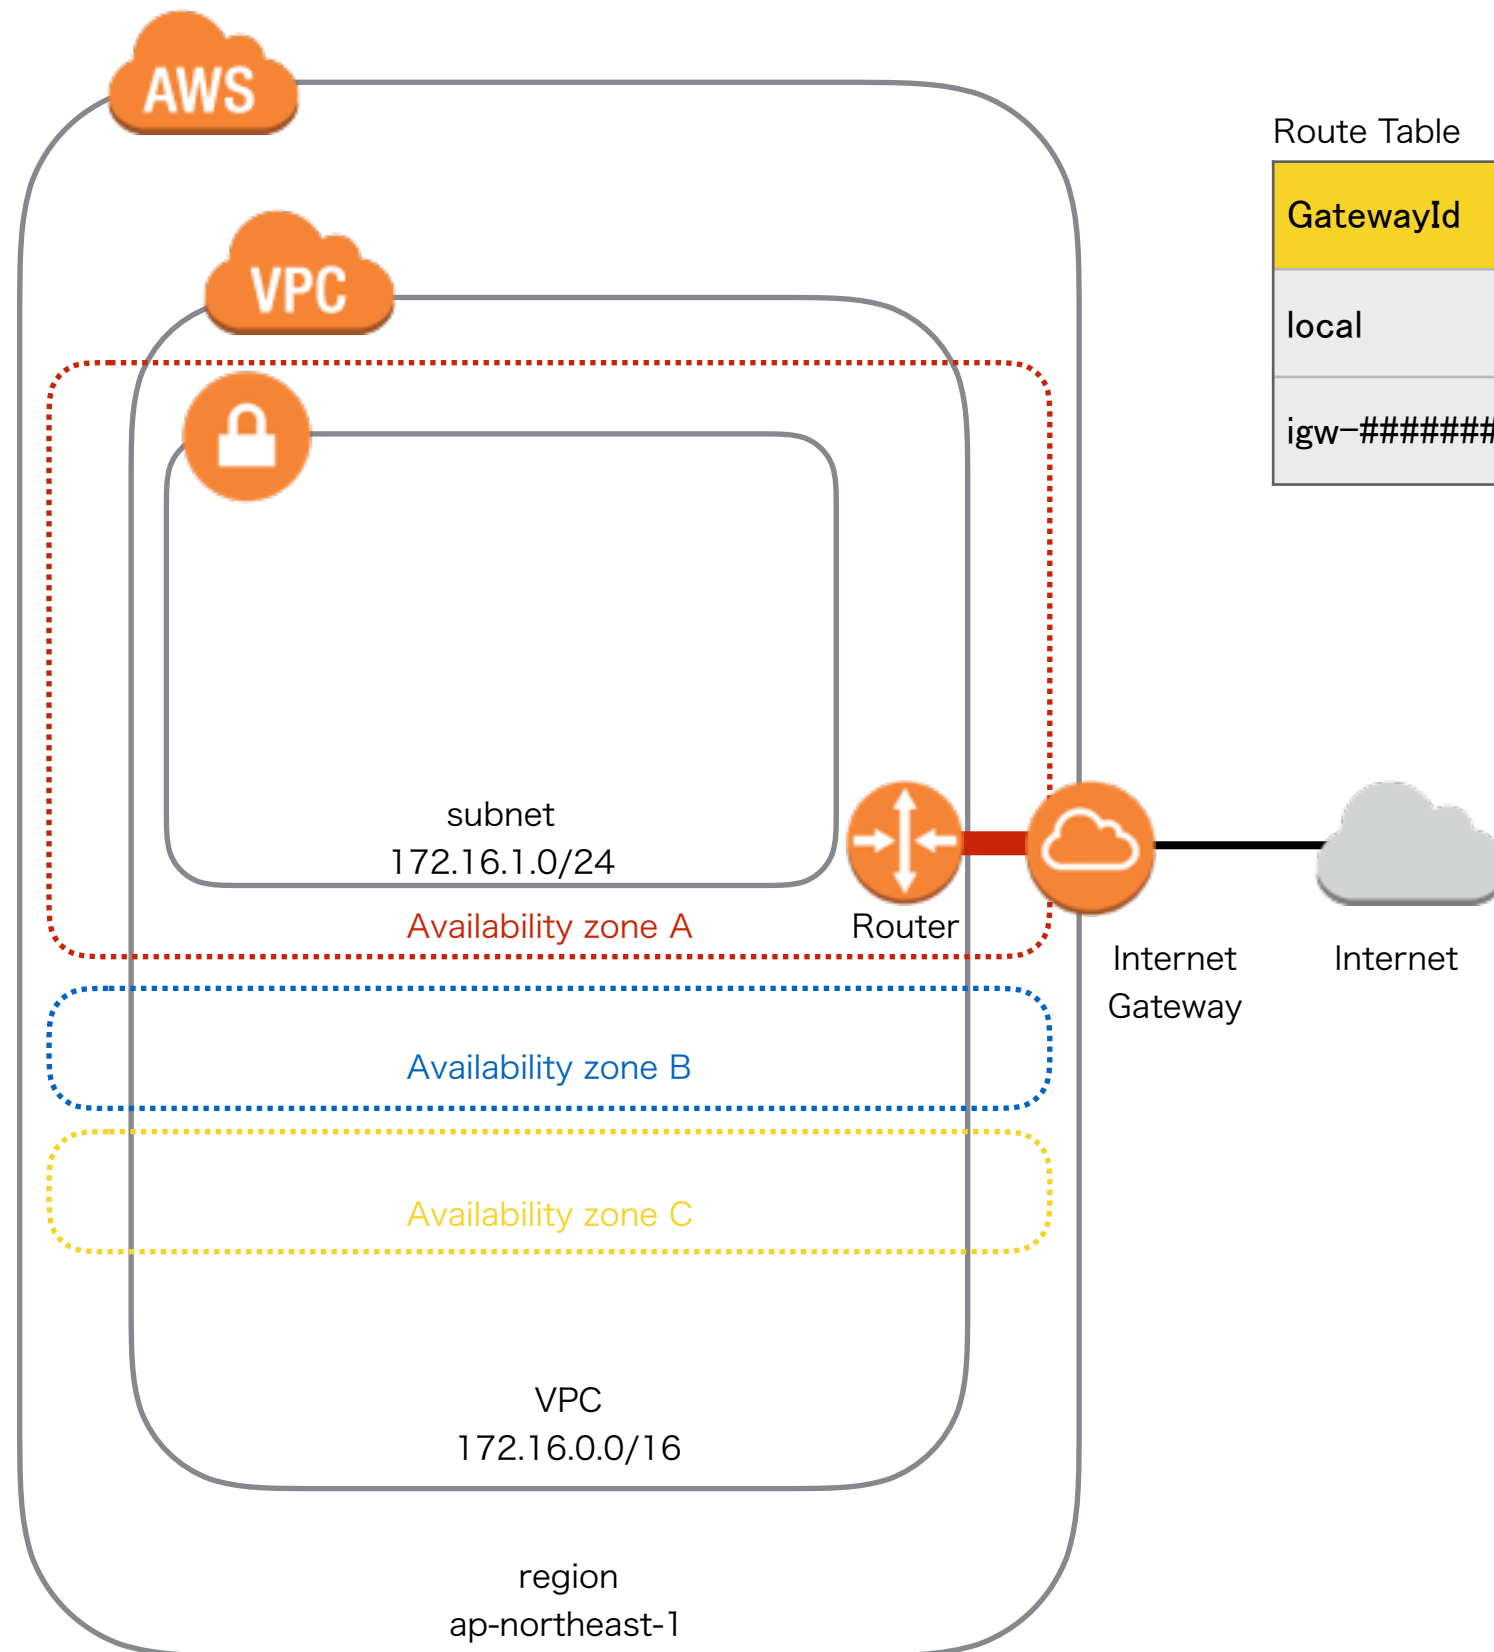 AWS
Route Table
GatewayId
local
igw-#######
VPC
subnet
172.16.1.0/24
Availability zone A
Router
Internet
Gateway
Internet
Availability zone B
Availability zone C
VPC
172.16.0.0/16
region
ap-northeast-1